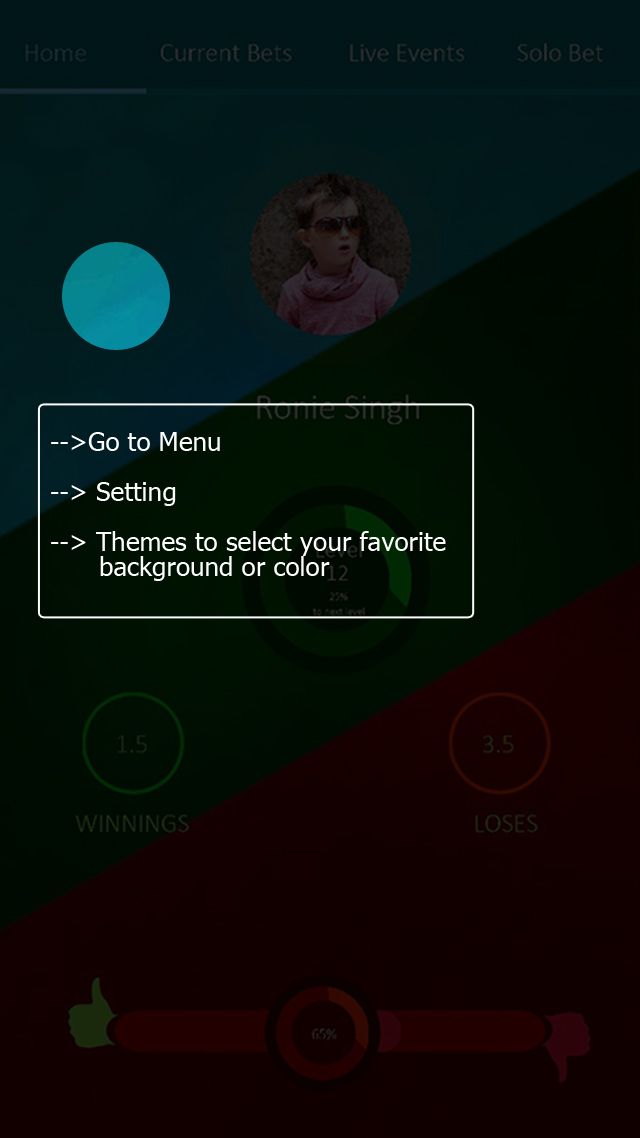 Home Current Bets Live Events Solo Bet
Ronie Singh
-->Go to Menu
--> Setting
--> Themes to select your favorite
background or color
Level
12
25%
to next level
1.5 3.5
WINNINGS LOSES
65%